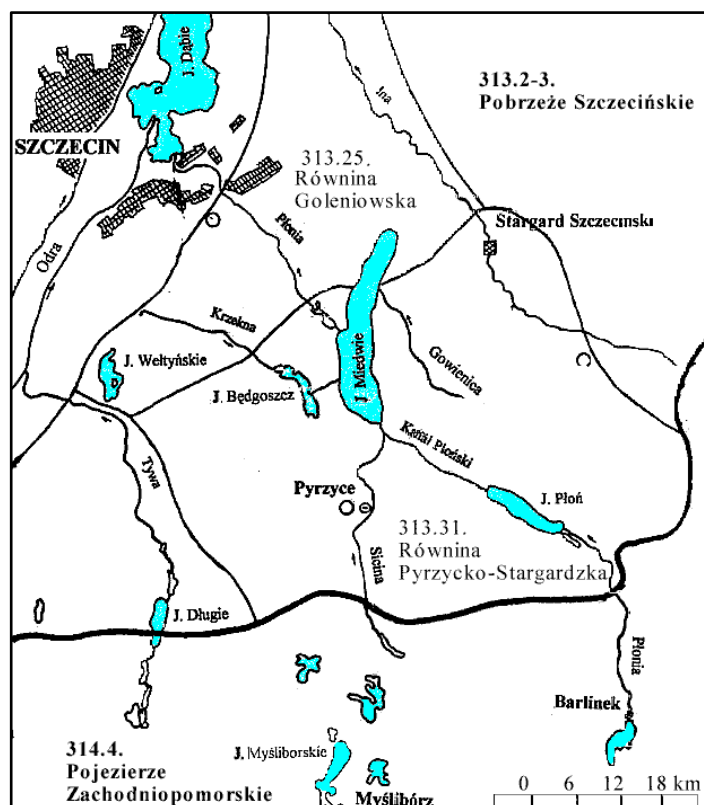 J. Dąbie
Ina
313.2-3.
Pobrzeże Szczecińskie
SZCZECIN
313.25.
Równina
Goleniowska
Stargard Szczecinski
Płonia
Odra
Krzekna
J. Miedwie
Gowienica
J. Wełtyńskie
J. Będgoszcz
Kanał Płoński
Tywa
J. Płoń
Pyrzyce
313.31.
Równina
Pyrzycko-Stargardzka
Sicina
J. Długie
Płonia
Barlinek
314.4.
Pojezierze
Zachodniopomorskie
J. Myśliborskie
Myślibórz
0 6 12 18 km